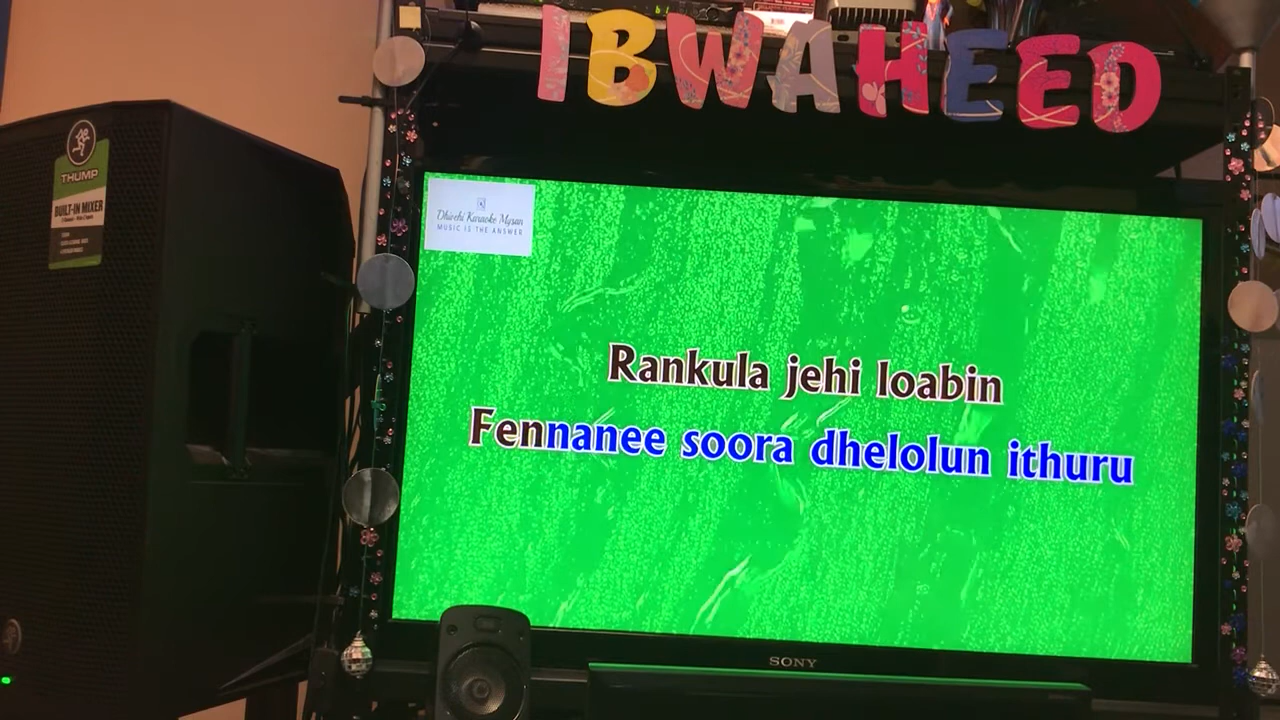 IBWAHEED
THUMP
BUILT-IN MIXER
Dhivehi Karaoke Mysan
MUSIC IS THE ANSWER
Rankula jehi loabin
Fennanee soora dhelolun ithuru
SONY